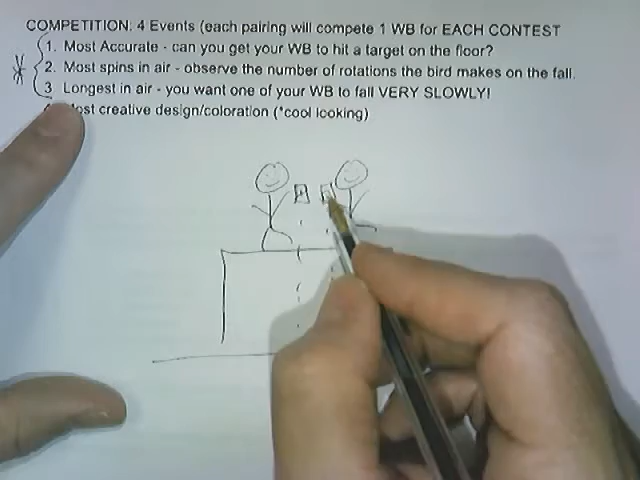 COMPETITION: 4 Events (each pairing will compete 1 WB for EACH CONTEST
1. Most Accurate - can you get your WB to hit a target on the floor?
2. Most spins in air - observe the number of rotations the bird makes on the fall.
3. Longest in air - you want one of your WB to fall VERY SLOWLY!
creative design/coloration (*cool looking)